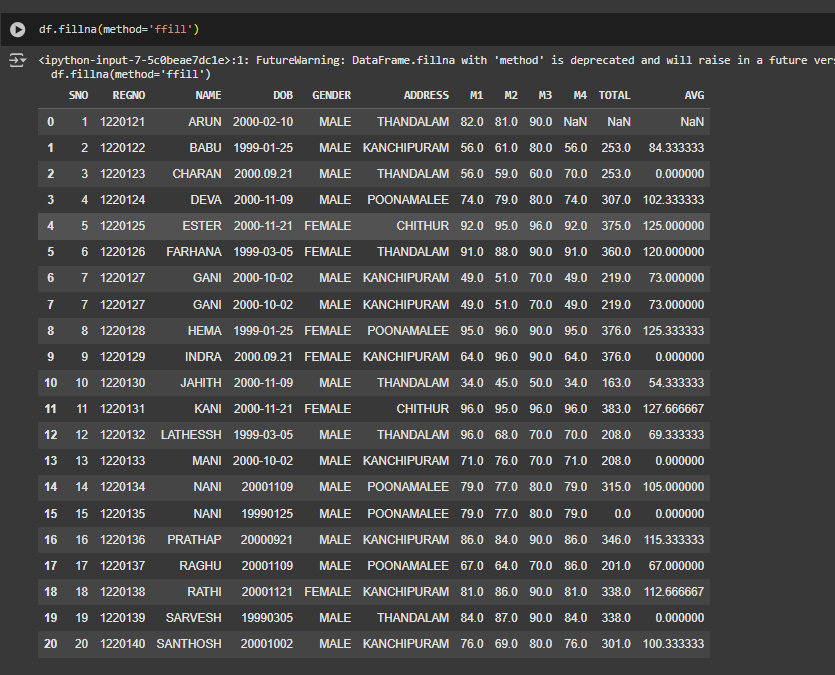 df.fillna(method='ffill')
<ipython-input-7-5c0beae7dc1e>:1: FutureWarning: DataFrame.fillna with 'method' is deprecated and will raise in a future vers
df.fillna(method='ffill')
SNO REGNO NAME DOB GENDER ADDRESS M1 M2 M3 M4 TOTAL AVG
0 1 1220121 ARUN 2000-02-10 MALE THANDALAM 82.0 81.0 90.0 NaN NaN NaN
1 2 1220122 BABU 1999-01-25 MALE KANCHIPURAM 56.0 61.0 80.0 56.0 253.0 84.333333
2 3 1220123 CHARAN 2000.09.21 MALE THANDALAM 56.0 59.0 60.0 70.0 253.0 0.000000
3 4 1220124 DEVA 2000-11-09 MALE POONAMALEE 74.0 79.0 80.0 74.0 307.0 102.333333
4 5 1220125 ESTER 2000-11-21 FEMALE CHITHUR 92.0 95.0 96.0 92.0 375.0 125.000000
5 6 1220126 FARHANA 1999-03-05 FEMALE THANDALAM 91.0 88.0 90.0 91.0 360.0 120.000000
6 7 1220127 GANI 2000-10-02 MALE KANCHIPURAM 49.0 51.0 70.0 49.0 219.0 73.000000
7 7 1220127 GANI 2000-10-02 MALE KANCHIPURAM 49.0 51.0 70.0 49.0 219.0 73.000000
8 8 1220128 HEMA 1999-01-25 FEMALE POONAMALEE 95.0 96.0 90.0 95.0 376.0 125.333333
9 9 1220129 INDRA 2000.09.21 FEMALE KANCHIPURAM 64.0 96.0 90.0 64.0 376.0 0.000000
10 10 1220130 JAHITH 2000-11-09 MALE THANDALAM 34.0 45.0 50.0 34.0 163.0 54.333333
11 11 1220131 KANI 2000-11-21 FEMALE CHITHUR 96.0 95.0 96.0 96.0 383.0 127.666667
12 12 1220132 LATHESSH 1999-03-05 MALE THANDALAM 96.0 68.0 70.0 70.0 208.0 69.333333
13 13 1220133 MANI 2000-10-02 MALE KANCHIPURAM 71.0 76.0 70.0 71.0 208.0 0.000000
14 14 1220134 NANI 20001109 MALE POONAMALEE 79.0 77.0 80.0 79.0 315.0 105.000000
15 15 1220135 NANI 19990125 MALE POONAMALEE 79.0 77.0 80.0 79.0 0.0 0.000000
16 16 1220136 PRATHAP 20000921 MALE KANCHIPURAM 86.0 84.0 90.0 86.0 346.0 115.333333
17 17 1220137 RAGHU 20001109 MALE POONAMALEE 67.0 64.0 70.0 86.0 201.0 67.000000
18 18 1220138 RATHI 20001121 FEMALE KANCHIPURAM 81.0 86.0 90.0 81.0 338.0 112.666667
19 19 1220139 SARVESH 19990305 MALE THANDALAM 84.0 87.0 90.0 84.0 338.0 0.000000
20 20 1220140 SANTHOSH 20001002 MALE KANCHIPURAM 76.0 69.0 80.0 76.0 301.0 100.333333